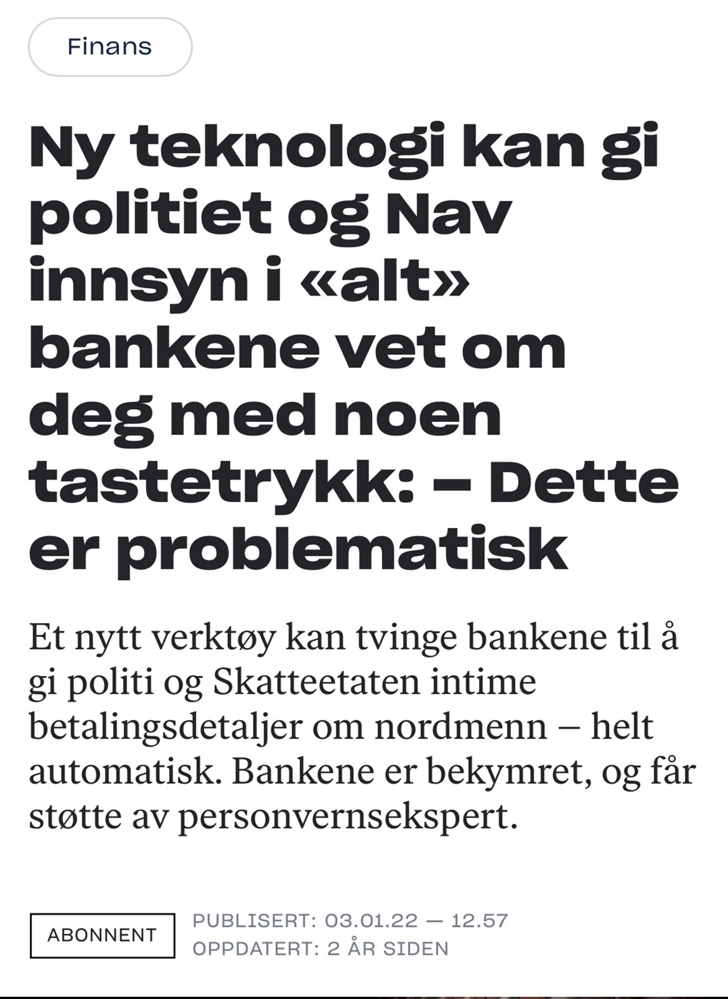 Finans
Ny teknologi kan gi
politiet og Nav
innsyn i «alt»
bankene vet om
deg med noen
tastetrykk: – Dette
er problematisk
Et nytt verktøy kan tvinge bankene til å
gi politi og Skatteetaten intime
betalingsdetaljer om nordmenn – helt
automatisk. Bankene er bekymret, og får
støtte av personvernsekspert.
ABONNENT
PUBLISERT: 03.01.22 — 12.57
OPPDATERT: 2 ÅR SIDEN